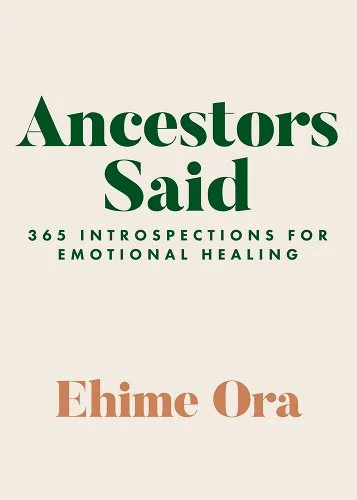 Ancestors
Said
365 INTROSPECTIONS FOR
EMOTIONAL HEALING
Ehime Ora